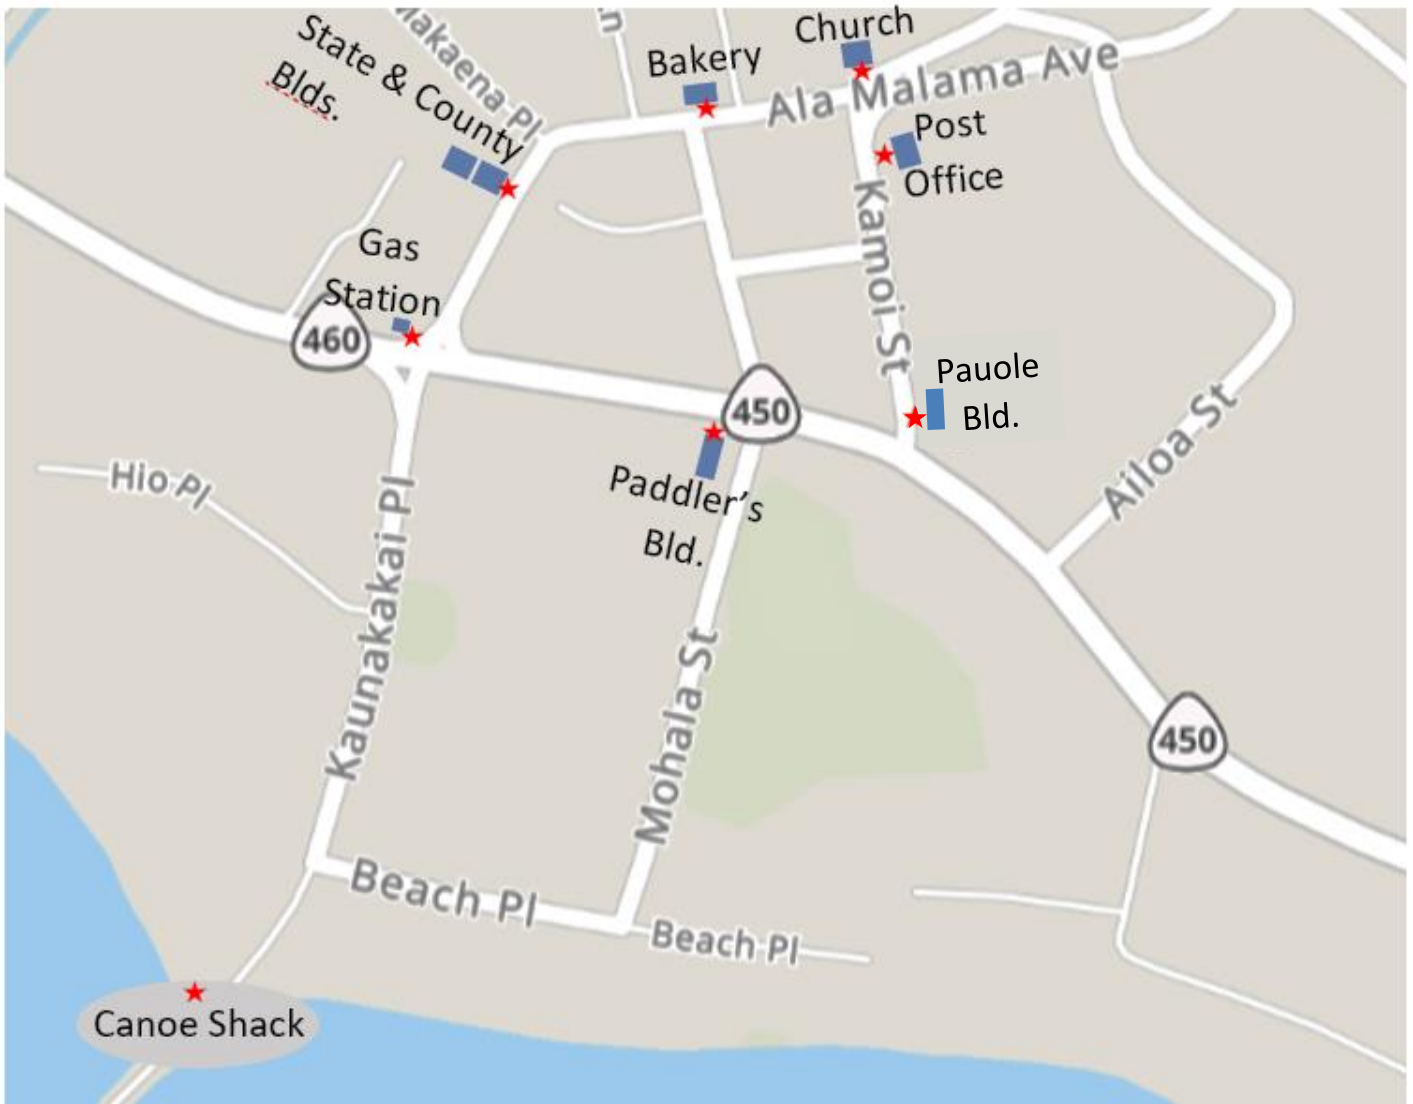 Makaena Pl
n
Church
State & County
Blds.
Bakery
Ala Malama Ave
Post
Office
Gas
Station
460
Kamoi St
Pauole
Bld.
450
Ailoa St
Hio Pl
Paddler's
Bld.
Kaunakakai Pl
Mohala St
450
Beach Pl
Beach Pl
Canoe Shack